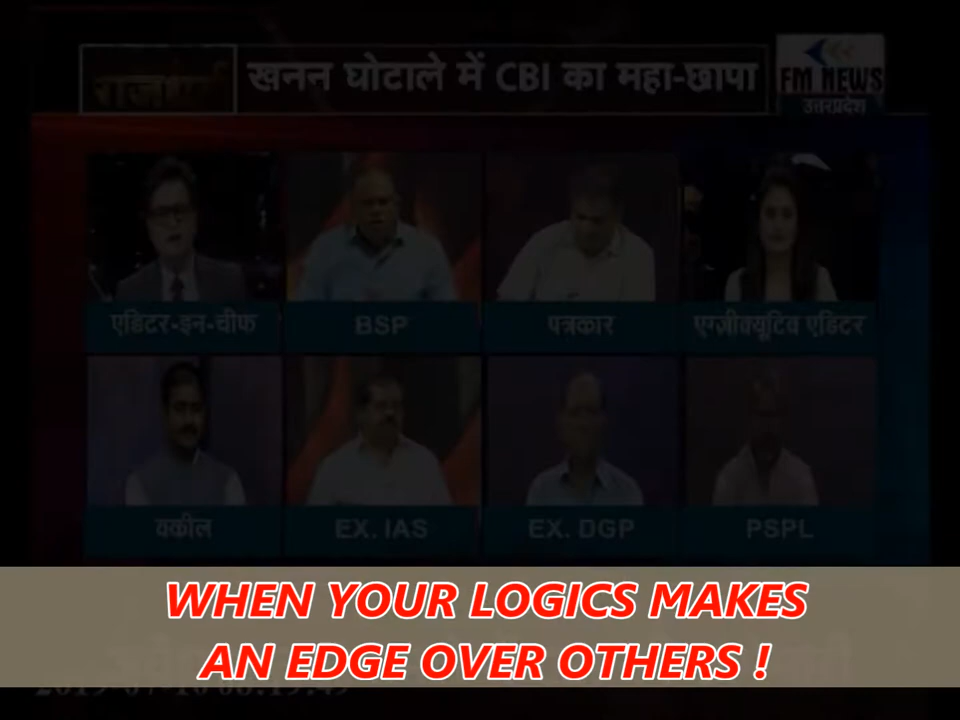 राजधर्म
खनन घोटाले में CBI का महा-छापा
FM NEWS
उत्तरप्रदेश
एडिटर-इन-चीफ
BSP
पत्रकार
एग्जीक्यूटिव एडिटर
वकील
EX. IAS
EX. DGP
PSPL
WHEN YOUR LOGICS MAKES
AN EDGE OVER OTHERS !